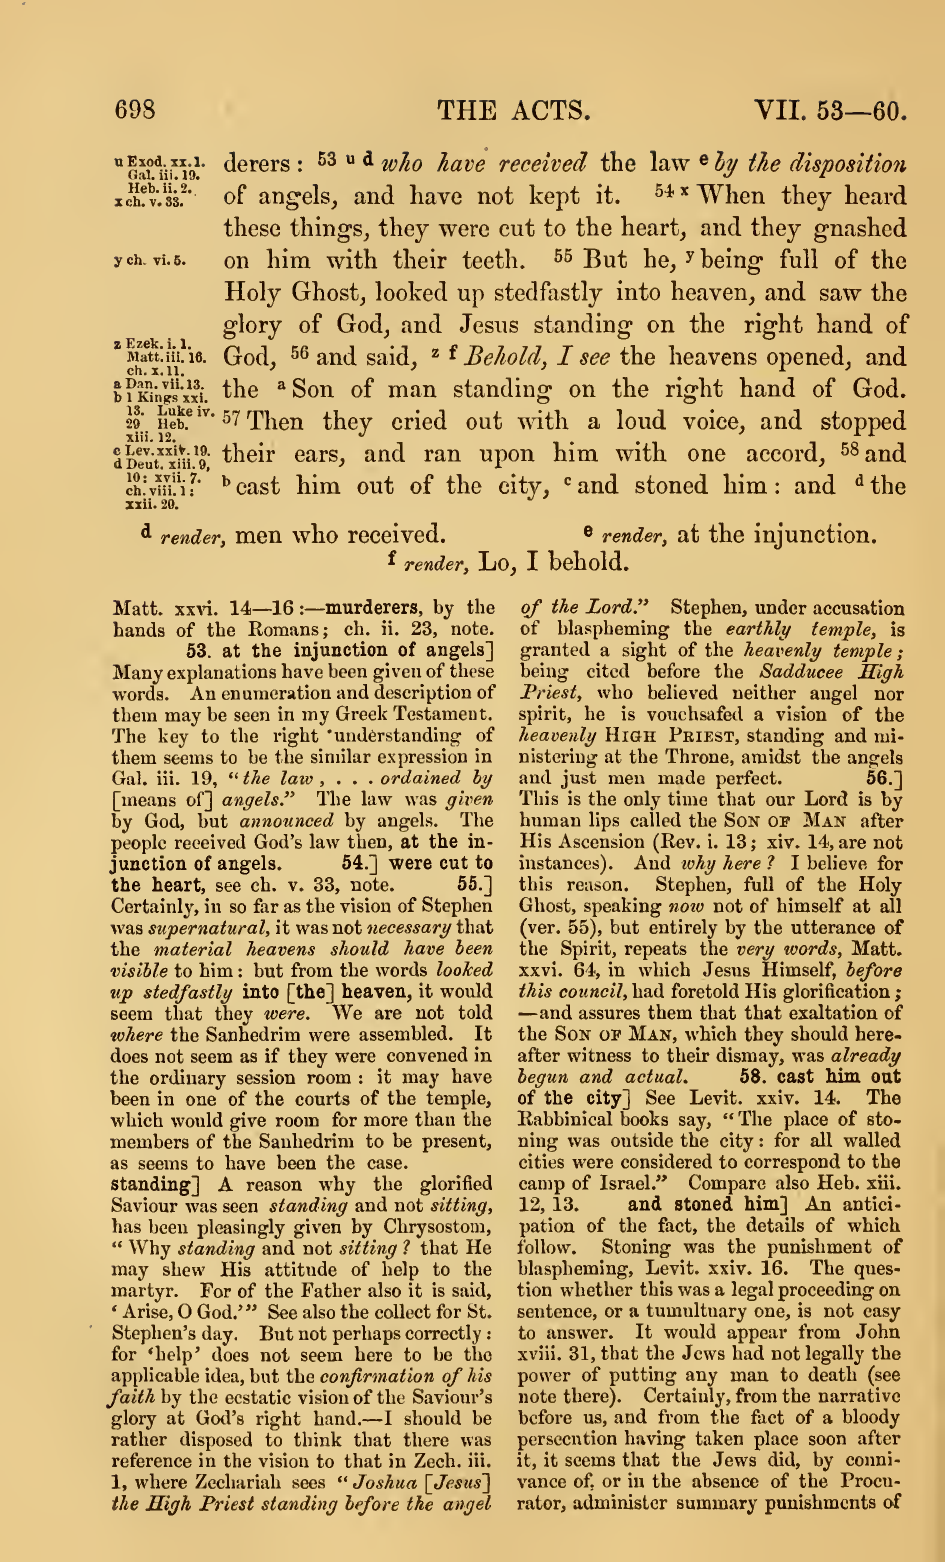 698 THE ACTS. VII. 53—60.
u Exod. xx. 1.
Gal. iii. 19.
Heb. ii. 2.
x ch. v. 33.
y ch. vi. 5.
z Ezek. i. 1.
Matt. iii. 16.
ch. x. 11.
a Dan. vii. 13.
b 1 Kings xxi.
13. Luke iv.
29 Heb.
xiii. 12.
c Lev. xxiv. 19.
d Deut. xiii. 9,
10: xvii. 7.
ch. viii. 1:
xxii. 20.
derers : 53 u d who have received the law e by the disposition
of angels, and have not kept it. 54 x When they heard
these things, they were cut to the heart, and they gnashed
on him with their teeth. 55 But he, y being full of the
Holy Ghost, looked up stedfastly into heaven, and saw the
glory of God, and Jesus standing on the right hand of
God, 56 and said, z f Behold, I see the heavens opened, and
the a Son of man standing on the right hand of God.
57 Then they cried out with a loud voice, and stopped
their ears, and ran upon him with one accord, 58 and
b cast him out of the city, c and stoned him : and d the
d render, men who received. e render, at the injunction.
f render, Lo, I behold.
Matt. xxvi. 14—16 :—murderers, by the
hands of the Romans; ch. ii. 23, note.
53. at the injunction of angels]
Many explanations have been given of these
words. An enumeration and description of
them may be seen in my Greek Testament.
The key to the right understanding of
them seems to be the similar expression in
Gal. iii. 19, “the law , . . . ordained by
[means of] angels.” The law was given
by God, but announced by angels. The
people received God's law then, at the in-
junction of angels. 54.] were cut to
the heart, see ch. v. 33, note. 55.]
Certainly, in so far as the vision of Stephen
was supernatural, it was not necessary that
the material heavens should have been
visible to him : but from the words looked
up stedfastly into [the] heaven, it would
seem that they were. We are not told
where the Sanhedrim were assembled. It
does not seem as if they were convened in
the ordinary session room : it may have
been in one of the courts of the temple,
which would give room for more than the
members of the Sanhedrim to be present,
as seems to have been the case.
standing] A reason why the glorified
Saviour was seen standing and not sitting,
has been pleasingly given by Chrysostom,
“ Why standing and not sitting ? that He
may shew His attitude of help to the
martyr. For of the Father also it is said,
‘ Arise, O God.’” See also the collect for St.
Stephen's day. But not perhaps correctly :
for ‘help’ does not seem here to be the
applicable idea, but the confirmation of his
faith by the ecstatic vision of the Saviour's
glory at God's right hand.—I should be
rather disposed to think that there was
reference in the vision to that in Zech. iii.
1, where Zechariah sees “ Joshua [Jesus]
the High Priest standing before the angel
of the Lord.” Stephen, under accusation
of blaspheming the earthly temple, is
granted a sight of the heavenly temple ;
being cited before the Sadducee High
Priest, who believed neither angel nor
spirit, he is vouchsafed a vision of the
heavenly HIGH PRIEST, standing and mi-
nistering at the Throne, amidst the angels
and just men made perfect. 56.]
This is the only time that our Lord is by
human lips called the SON OF MAN after
His Ascension (Rev. i. 13; xiv. 14, are not
instances). And why here ? I believe for
this reason. Stephen, full of the Holy
Ghost, speaking now not of himself at all
(ver. 55), but entirely by the utterance of
the Spirit, repeats the very words, Matt.
xxvi. 64, in which Jesus Himself, before
this council, had foretold His glorification ;
—and assures them that that exaltation of
the SON OF MAN, which they should here-
after witness to their dismay, was already
begun and actual. 58. cast him out
of the city] See Levit. xxiv. 14. The
Rabbinical books say, “The place of sto-
ning was outside the city : for all walled
cities were considered to correspond to the
camp of Israel.” Compare also Heb. xiii.
12, 13. and stoned him] An antici-
pation of the fact, the details of which
follow. Stoning was the punishment of
blaspheming, Levit. xxiv. 16. The ques-
tion whether this was a legal proceeding on
sentence, or a tumultuary one, is not easy
to answer. It would appear from John
xviii. 31, that the Jews had not legally the
power of putting any man to death (see
note there). Certainly, from the narrative
before us, and from the fact of a bloody
persecution having taken place soon after
it, it seems that the Jews did, by conni-
vance of, or in the absence of the Procu-
rator, administer summary punishments of